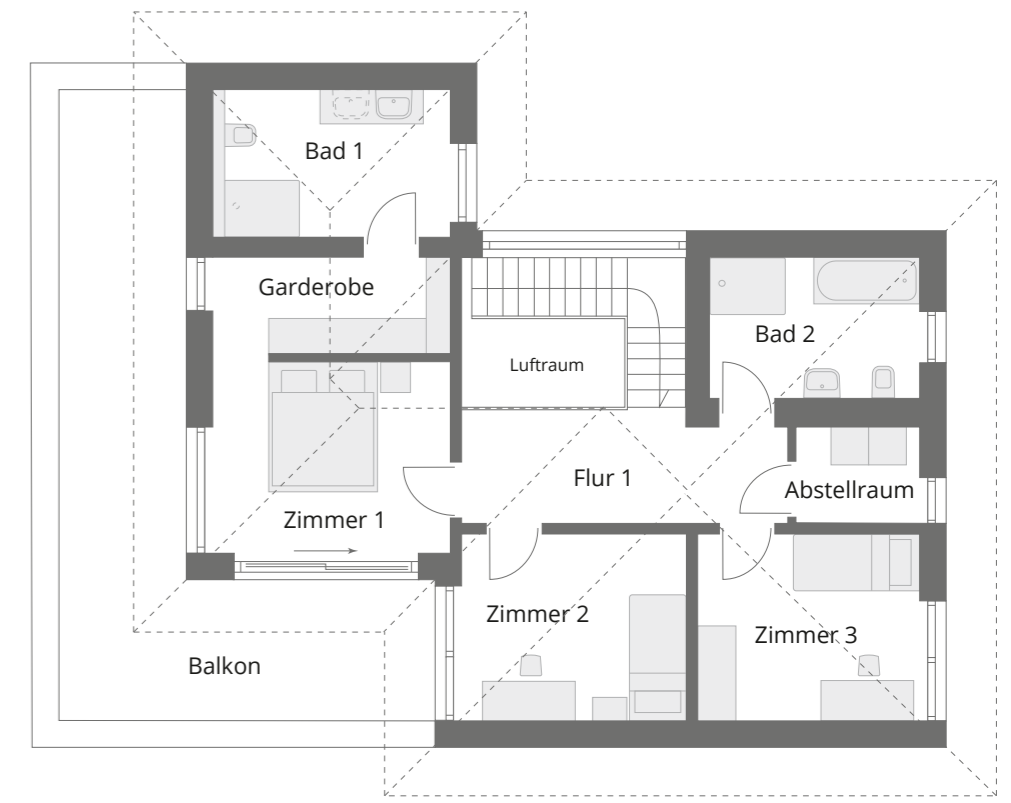 Bad 1
Garderobe
Bad 2
Luftraum
Flur 1
Abstellraum
Zimmer 1
Zimmer 2
Zimmer 3
Balkon